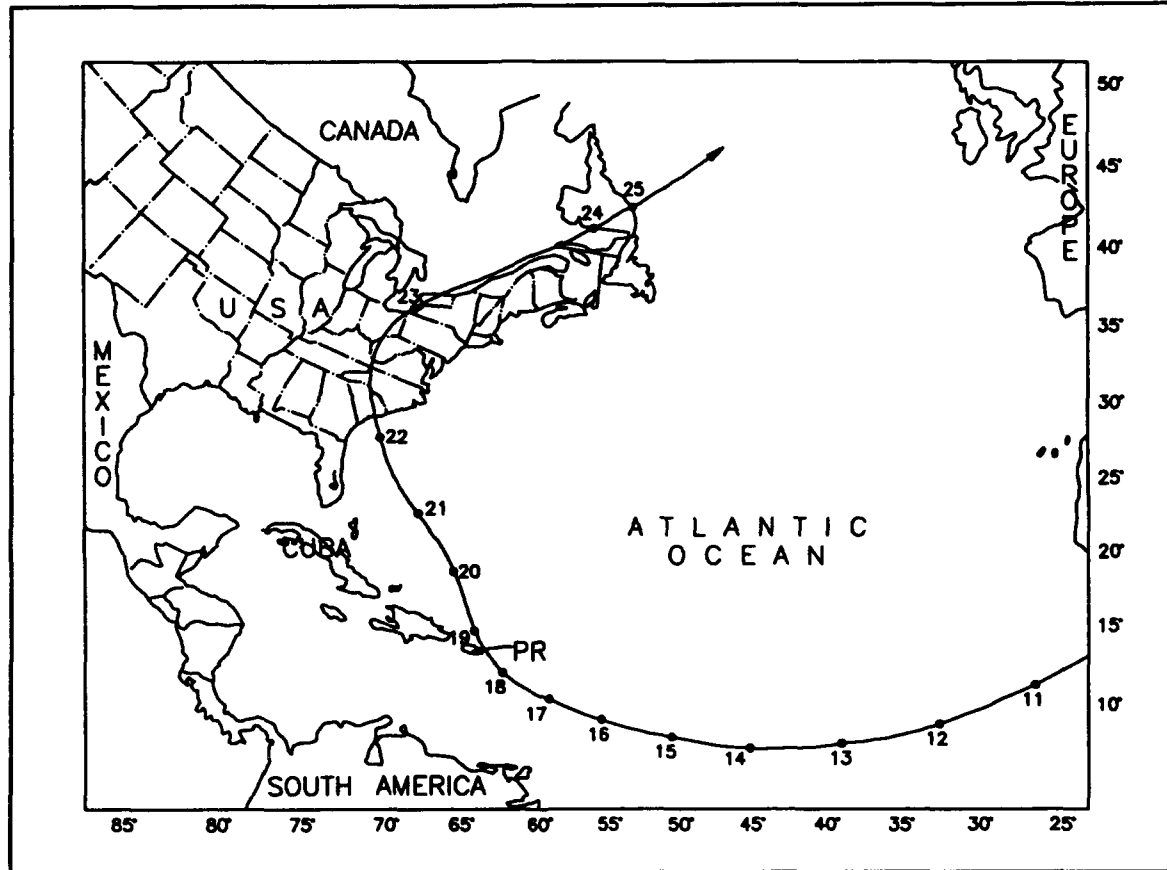 CANADA
EUROPE
50°
45°
40°
35°
30°
25°
20°
15°
10°
25
24
23
U S A
MEXICO
22
21
ATLANTIC
OCEAN
CUBA
20
19
PR
18
17
16
15
14
13
12
11
SOUTH AMERICA
85° 80° 75° 70° 65° 60° 55° 50° 45° 40° 35° 30° 25°